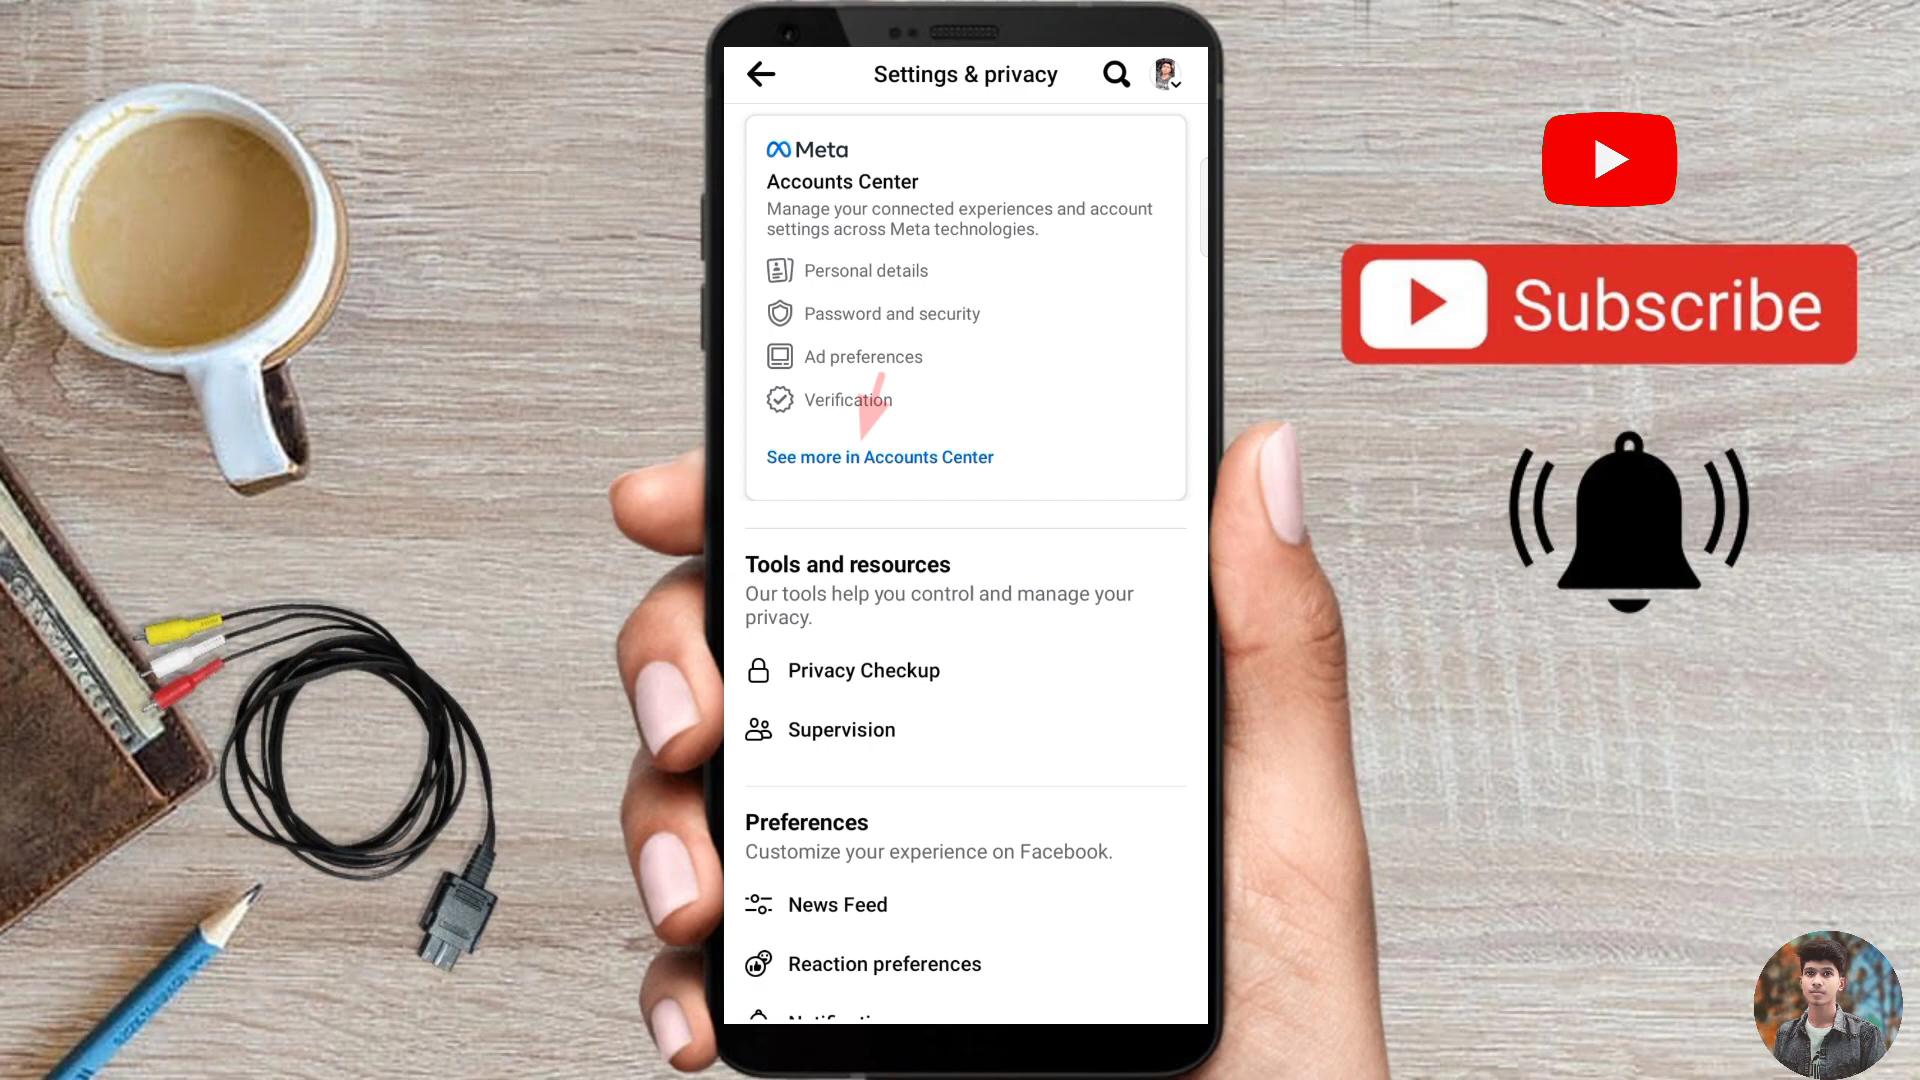 Settings & privacy
Meta
Accounts Center
Manage your connected experiences and account
settings across Meta technologies.
Personal details
Password and security
Ad preferences
Verification
See more in Accounts Center
Tools and resources
Our tools help you control and manage your
privacy.
Privacy Checkup
Supervision
Preferences
Customize your experience on Facebook.
News Feed
Reaction preferences
Subscribe